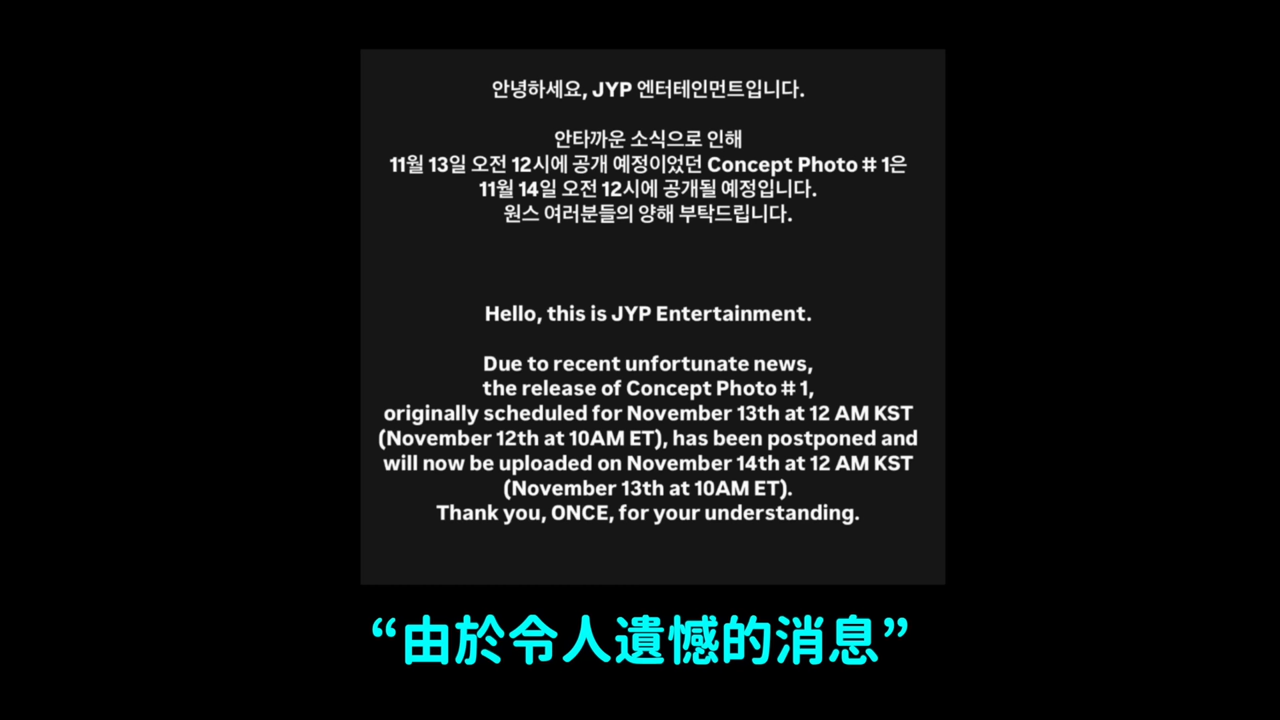 안녕하세요, JYP 엔터테인먼트입니다.
안타까운 소식으로 인해
11월 13일 오전 12시에 공개 예정이었던 Concept Photo # 1은
11월 14일 오전 12시에 공개될 예정입니다.
원스 여러분들의 양해 부탁드립니다.
Hello, this is JYP Entertainment.
Due to recent unfortunate news,
the release of Concept Photo # 1,
originally scheduled for November 13th at 12 AM KST
(November 12th at 10AM ET), has been postponed and
will now be uploaded on November 14th at 12 AM KST
(November 13th at 10AM ET).
Thank you, ONCE, for your understanding.
“由於令人遺憾的消息”